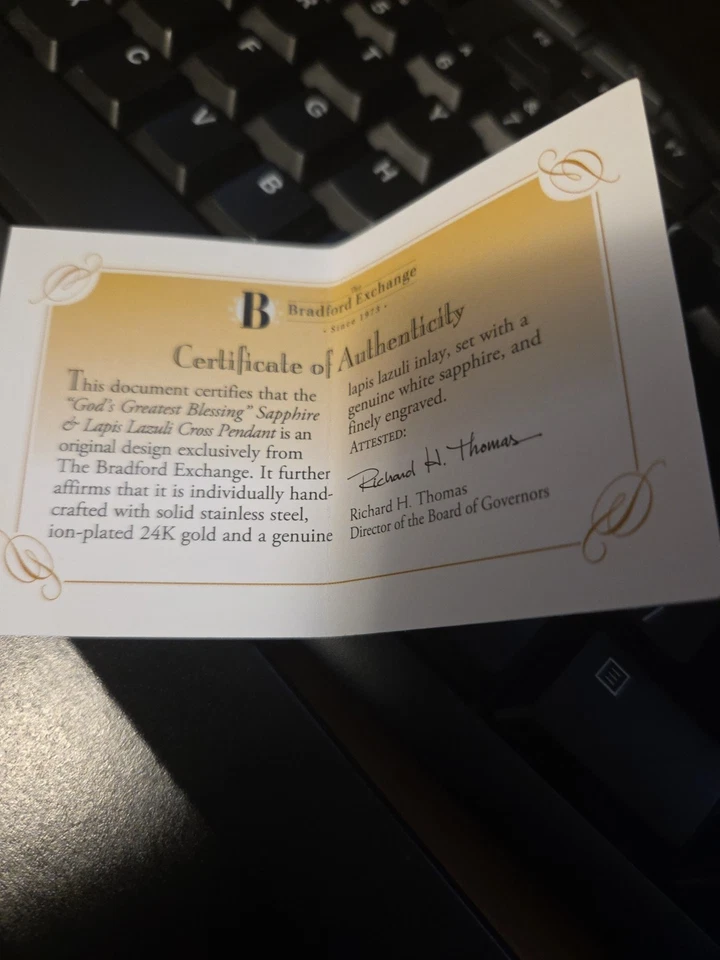 C
F
T
5
6
V
G
Y
B
H
F7
B
The
Bradford Exchange
· Since 1973 ·
Certificate of Authenticity
This document certifies that the
"God's Greatest Blessing" Sapphire
& Lapis Lazuli Cross Pendant is an
original design exclusively from
The Bradford Exchange. It further
affirms that it is individually hand-
crafted with solid stainless steel,
ion-plated 24K gold and a genuine
lapis lazuli inlay, set with a
genuine white sapphire, and
finely engraved.
ATTESTED:
Richard H. Thomas
Richard H. Thomas
Director of the Board of Governors